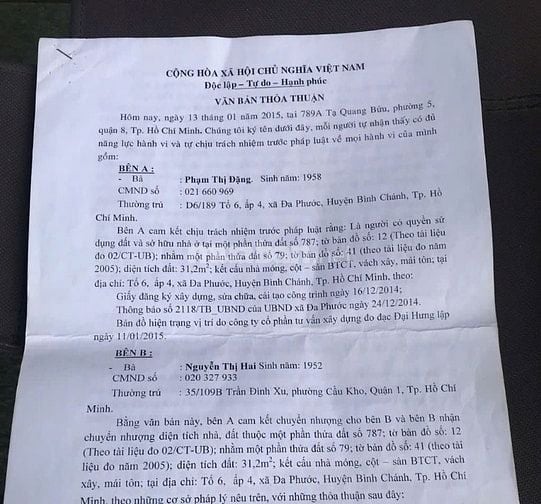 CỘNG HÒA XÃ HỘI CHỦ NGHĨA VIỆT NAM
Độc lập – Tự do – Hạnh phúc
VĂN BẢN THỎA THUẬN
Hôm nay, ngày 13 tháng 01 năm 2015, tại 789A Tạ Quang Bửu, phường 5,
quận 8, Tp. Hồ Chí Minh. Chúng tôi ký tên dưới đây, mỗi người tự nhận thấy có đủ
năng lực hành vi và tự chịu trách nhiệm trước pháp luật về mọi hành vi của mình
gồm:
BÊN A :
- Bà : Phạm Thị Đặng. Sinh năm: 1958
CMND số : 021 660 969
Thường trú : D6/189 Tổ 6, ấp 4, xã Đa Phước, Huyện Bình Chánh, Tp. Hồ
Chí Minh.
Bên A cam kết chịu trách nhiệm trước pháp luật rằng: Là người có quyền sử
dụng đất và sở hữu nhà ở tại một phần thửa đất số 787; tờ bản đồ số: 12 (Theo tài liệu
đo 02/CT-UB); nhằm một phần thửa đất số 79; tờ bản đồ số: 41 (theo tài liệu đo năm
2005); diện tích đất: 31,2m²; kết cấu nhà móng, cột – sàn BTCT, vách xây, mái tôn; tại
địa chỉ: Tổ 6, ấp 4, xã Đa Phước, Huyện Bình Chánh, Tp. Hồ Chí Minh, theo:
Giấy đăng ký xây dựng, sửa chữa, cải tạo công trình ngày 16/12/2014;
Thông báo số 2118/TB_UBND của UBND xã Đa Phước ngày 24/12/2014.
Bản đồ hiện trạng vị trí do công ty cổ phần tư vấn xây dựng đo đạc Đại Hưng lập
ngày 11/01/2015.
BÊN B :
- Bà : Nguyễn Thị Hai Sinh năm: 1952
CMND số : 020 327 933
Thường trú : 35/109B Trần Đình Xu, phường Cầu Kho, Quận 1, Tp. Hồ Chí
Minh.
Bằng văn bản này, bên A cam kết chuyển nhượng cho bên B và bên B nhận
chuyển nhượng diện tích nhà, đất thuộc một phần thửa đất số 787; tờ bản đồ số: 12
(Theo tài liệu đo 02/CT-UB); nhằm một phần thửa đất số 79; tờ bản đồ số: 41 (theo tài
liệu đo năm 2005); diện tích đất: 31,2m²; kết cấu nhà móng, cột – sàn BTCT, vách
xây, mái tôn; tại địa chỉ: Tổ 6, ấp 4, xã Đa Phước, Huyện Bình Chánh, Tp. Hồ Chí
Minh, theo những cơ sở pháp lý nêu trên, với những thỏa thuận sau đây: